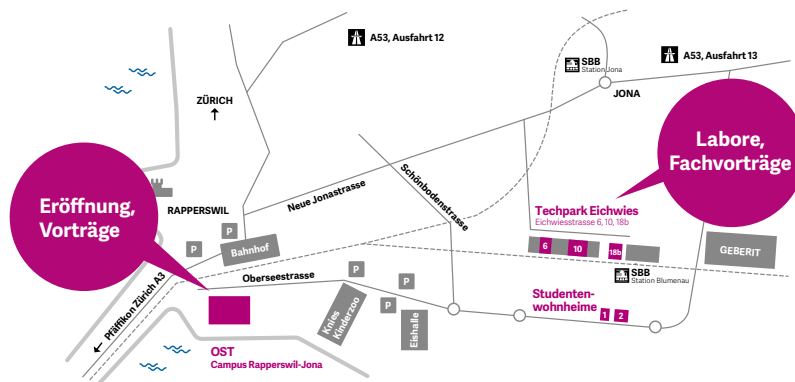 A53, Ausfahrt 12
SBB
Station Jona
A53, Ausfahrt 13
ZÜRICH
JONA
Labore,
Fachvorträge
Eröffnung,
Vorträge
RAPPERSWIL
Neue Jonastrasse
Schönbodenstrasse
Techpark Eichwies
Eichwiesstrasse 6, 10, 18b
P
P
Bahnhof
6
10
18b
GEBERIT
SBB
Station Blumenau
Pfäffikon Zürich A3
Oberseestrasse
P
P
P
Knies
Kinderzoo
Eishalle
Studenten-
wohnheime
1
2
OST
Campus Rapperswil-Jona